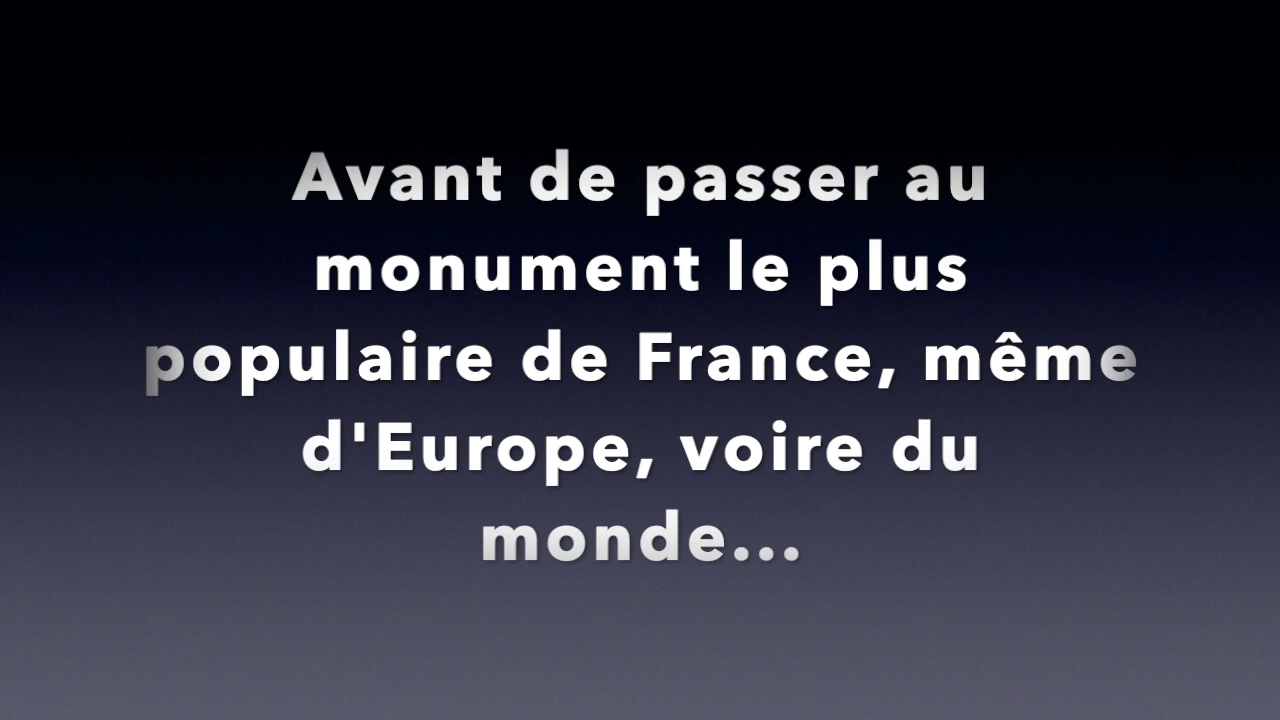 Avant de passer au
monument le plus
populaire de France, même
d'Europe, voire du
monde...